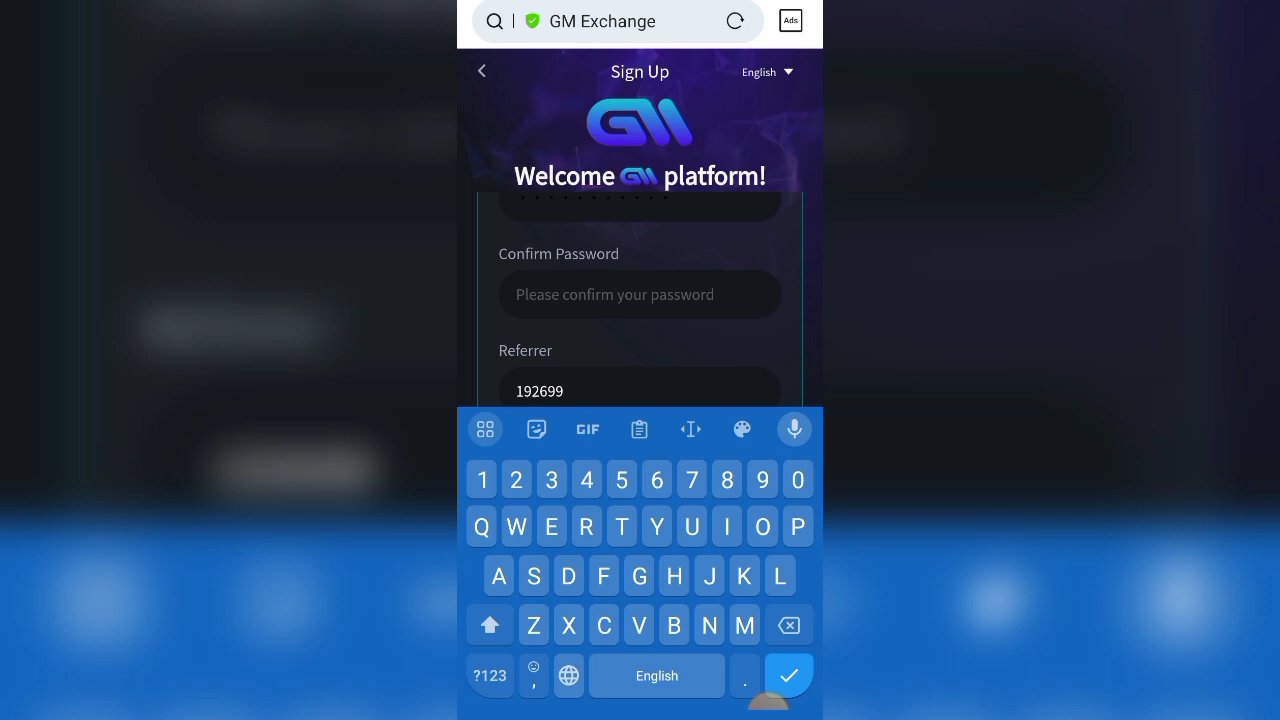 GM Exchange
Ads
Sign Up
English
GM
Welcome GM platform!
Confirm Password
Please confirm your password
Referrer
192699
GIF
1 2 3 4 5 6 7 8 9 0
Q W E R T Y U I O P
A S D F G H J K L
Z X C V B N M
?123 , English .